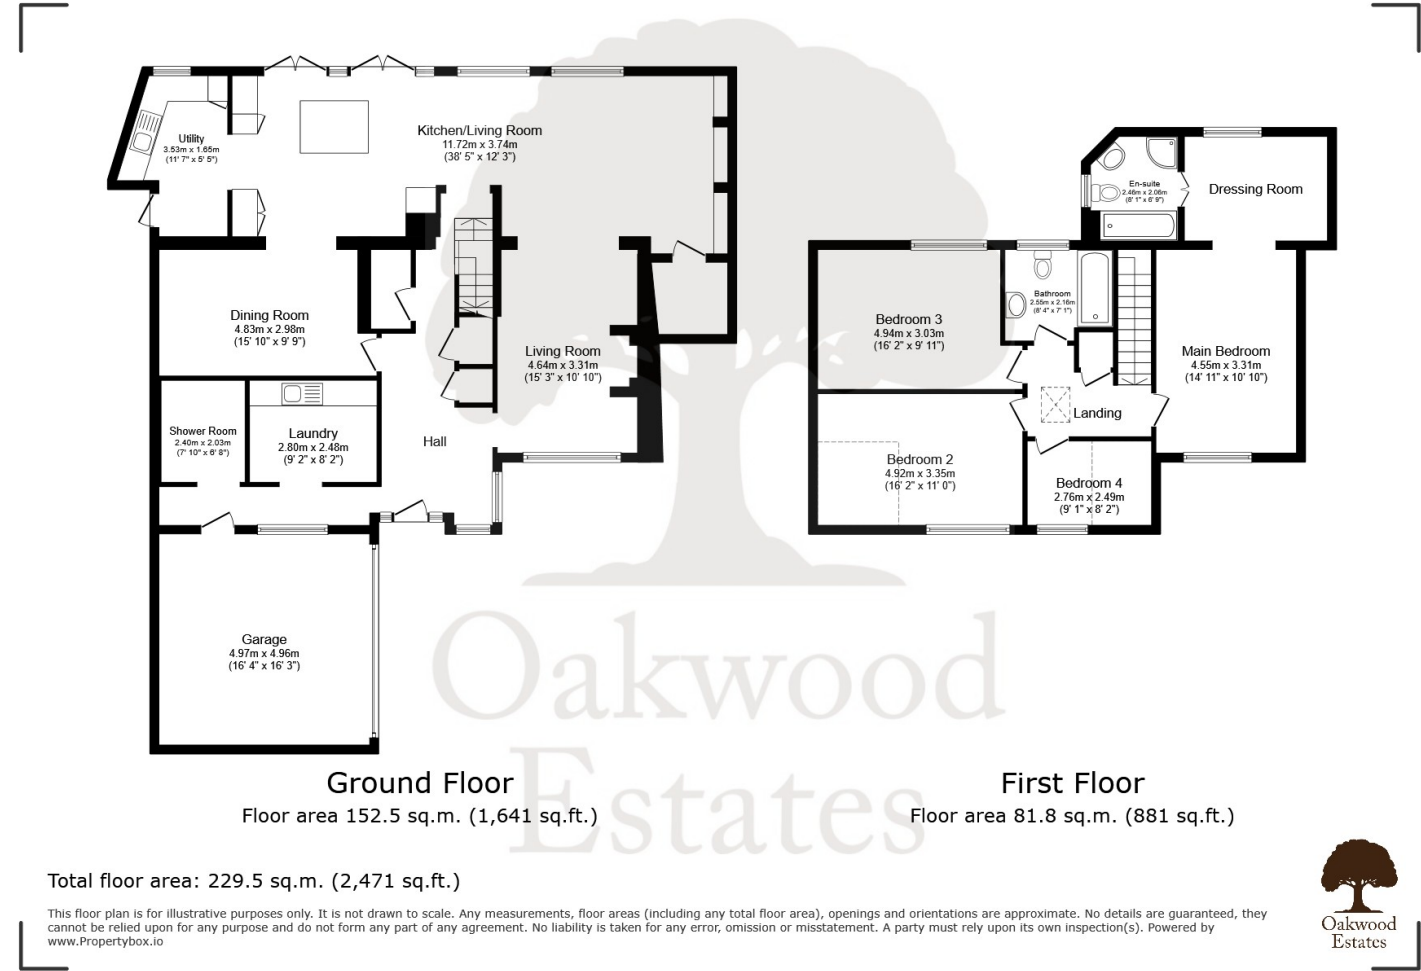 Utility
3.53m x 1.65m
(11' 7" x 5' 5")
Kitchen/Living Room
11.72m x 3.74m
(38' 5" x 12' 3")
Dining Room
4.83m x 2.98m
(15' 10" x 9' 9")
Living Room
4.64m x 3.31m
(15' 3" x 10' 10")
Shower Room
2.40m x 2.03m
(7' 10" x 6' 8")
Laundry
2.80m x 2.48m
(9' 2" x 8' 2")
Hall
Garage
4.97m x 4.96m
(16' 4" x 16' 3")
En-suite
2.46m x 2.06m
(8' 1" x 6' 9")
Dressing Room
Bathroom
2.55m x 2.16m
(8' 4" x 7' 1")
Bedroom 3
4.94m x 3.03m
(16' 2" x 9' 11")
Main Bedroom
4.55m x 3.31m
(14' 11" x 10' 10")
Landing
Bedroom 2
4.92m x 3.35m
(16' 2" x 11' 0")
Bedroom 4
2.76m x 2.49m
(9' 1" x 8' 2")
Oakwood
Estates
Ground Floor
Floor area 152.5 sq.m. (1,641 sq.ft.)
First Floor
Floor area 81.8 sq.m. (881 sq.ft.)
Total floor area: 229.5 sq.m. (2,471 sq.ft.)
This floor plan is for illustrative purposes only. It is not drawn to scale. Any measurements, floor areas (including any total floor area), openings and orientations are approximate. No details are guaranteed, they
cannot be relied upon for any purpose and do not form any part of any agreement. No liability is taken for any error, omission or misstatement. A party must rely upon its own inspection(s). Powered by
www.Propertybox.io
Oakwood
Estates